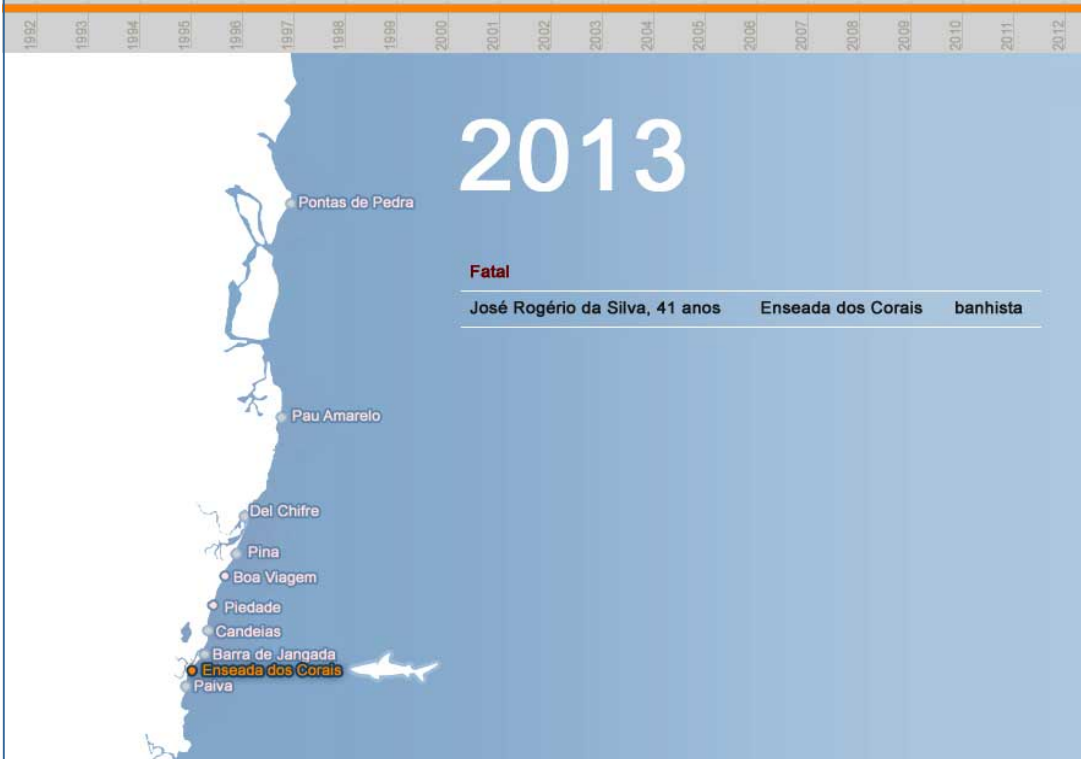 1992 1993 1994 1995 1996 1997 1998 1999 2000 2001 2002 2003 2004 2005 2006 2007 2008 2009 2010 2011 2012
2013
Pontas de Pedra
Fatal
José Rogério da Silva, 41 anos Enseada dos Corais banhista
Pau Amarelo
Del Chifre
Pina
Boa Viagem
Piedade
Candeias
Barra de Jangada
Enseada dos Corais
Paiva